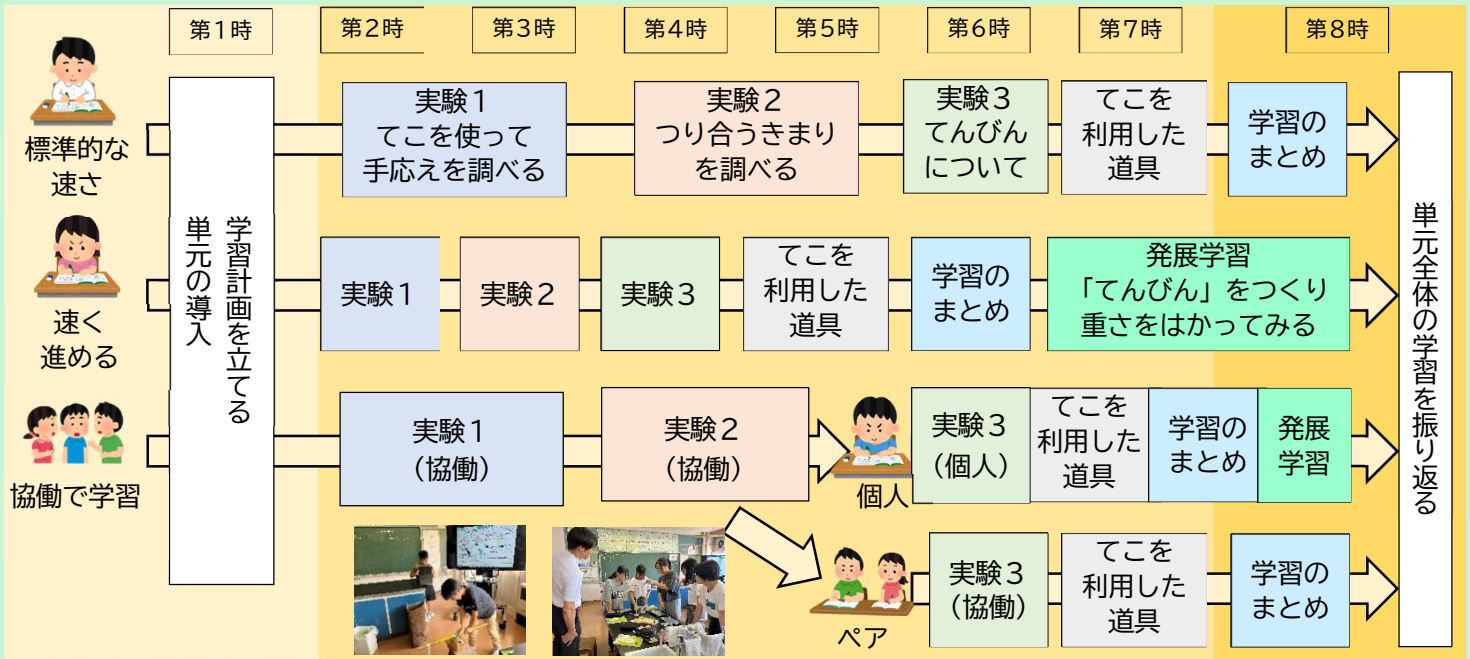 第1時
第2時
第3時
第4時
第5時
第6時
第7時
第8時
標準的な
速さ
単元の導入
学習計画を立てる
実験1
てこを使って
手応えを調べる
実験2
つり合うきまり
を調べる
実験3
てんびん
について
てこを
利用した
道具
学習の
まとめ
単元全体の学習を振り返る
速く
進める
実験1
実験2
実験3
てこを
利用した
道具
学習の
まとめ
発展学習
「てんびん」をつくり
重さをはかってみる
協働で学習
実験1
(協働)
実験2
(協働)
個人
実験3
(個人)
てこを
利用した
道具
学習の
まとめ
発展
学習
ペア
実験3
(協働)
てこを
利用した
道具
学習の
まとめ